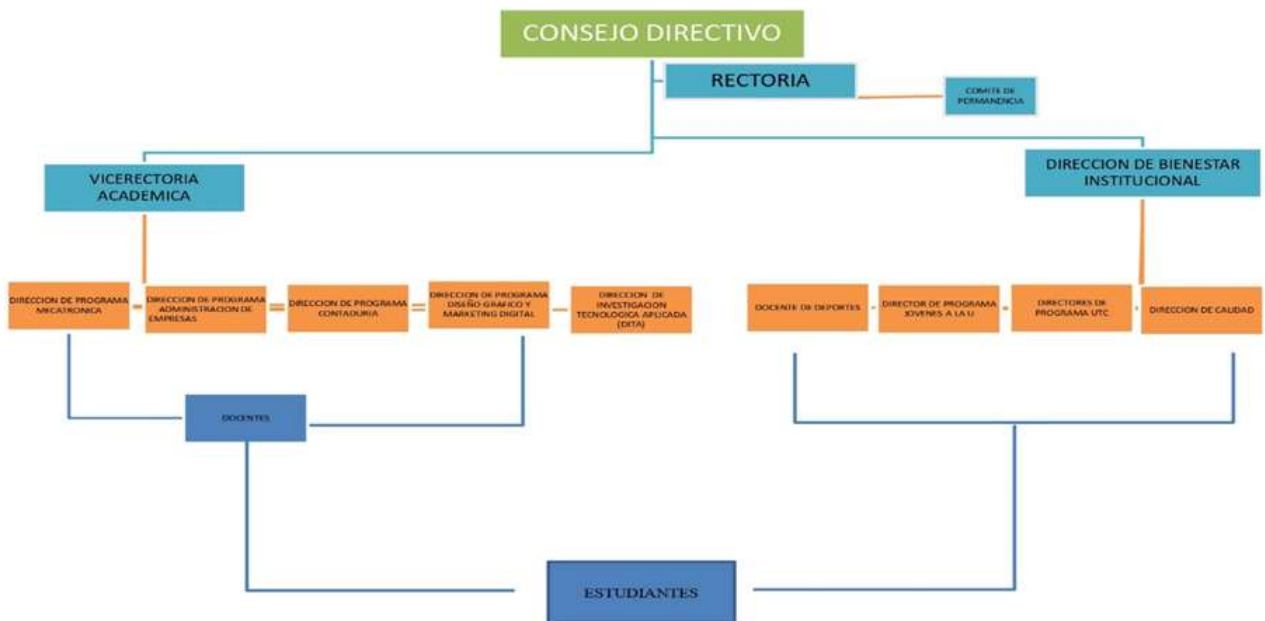 CONSEJO DIRECTIVO
RECTORIA
COMITE DE
PERMANENCIA
VICERECTORIA
ACADEMICA
DIRECCION DE BIENESTAR
INSTITUCIONAL
DIRECCION DE PROGRAMA
MECATRONICA
DIRECCION DE PROGRAMA
ADMINISTRACION DE
EMPRESAS
DIRECCION DE PROGRAMA
CONTADURIA
DIRECCION DE PROGRAMA
DISEÑO GRÁFICO Y
MARKETING DIGITAL
DIRECCION DE
INVESTIGACION
TECNOLOGICA APLICADA
(DITA)
DOCENTE DE DEPORTES
DIRECTOR DE PROGRAMA
JOVENES A LA U
DIRECTORES DE
PROGRAMA UTC
DIRECCION DE CALIDAD
DOCENTES
ESTUDIANTES